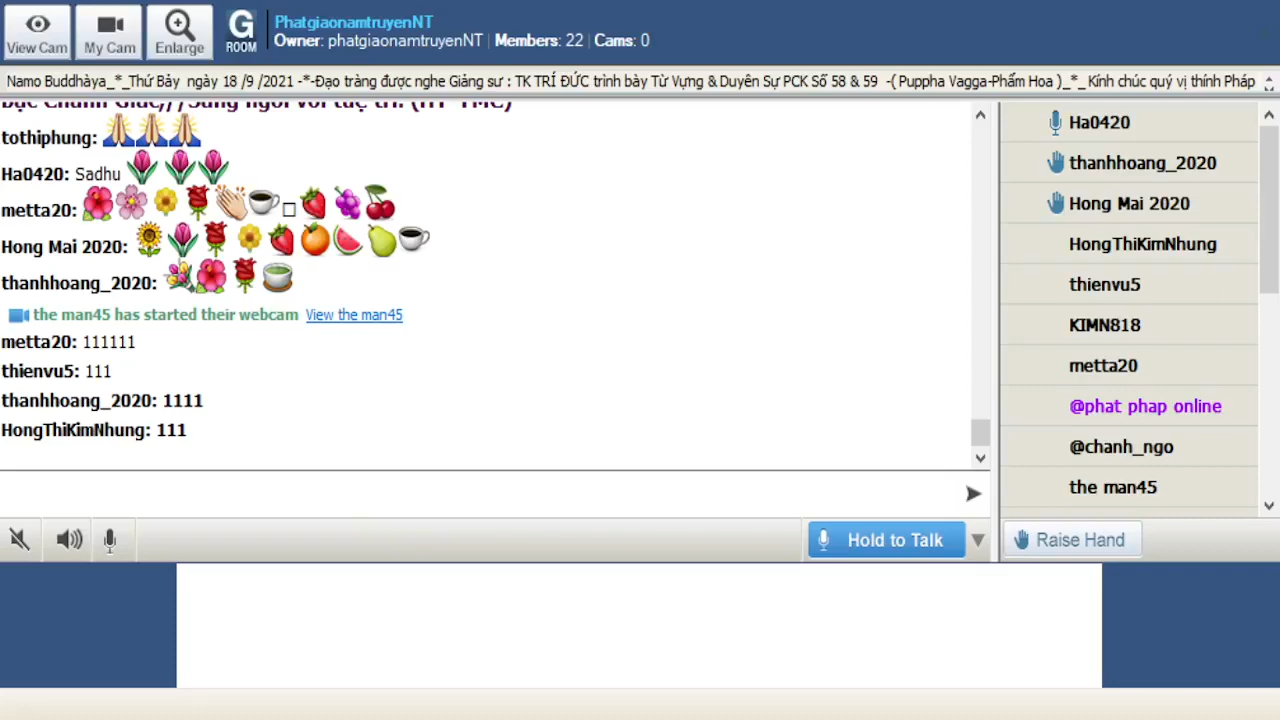 View Cam
My Cam
Enlarge
G
ROOM
PhatgiaonamtruyenNT
Owner: phatgiaonamtruyenNT | Members: 22 | Cams: 0
Namo Buddhàya_*_Thứ Bảy ngày 18 /9 /2021 -*-Đạo tràng được nghe Giảng sư : TK TRÍ ĐỨC trình bày Từ Vựng & Duyên Sự PCK Số 58 & 59 -( Puppha Vagga-Phẩm Hoa )_*_ Kính chúc quý vị thính Pháp
tothiphung: 🙏🙏🙏
Ha0420: Sadhu 🌷🌷🌷
metta20: 🌺🌸🌼🌹👏☕□🍓🍇🍒
Hong Mai 2020: 🌻🌷🌹🌼🍓🍊🍉🍐☕
thanhhoang_2020: 💐🌺🌹🍵
the man45 has started their webcam View the man45
metta20: 111111
thienvu5: 111
thanhhoang_2020: 1111
HongThiKimNhung: 111
Ha0420
thanhhoang_2020
Hong Mai 2020
HongThiKimNhung
thienvu5
KIMN818
metta20
@phat phap online
@chanh_ngo
the man45
Hold to Talk
Raise Hand